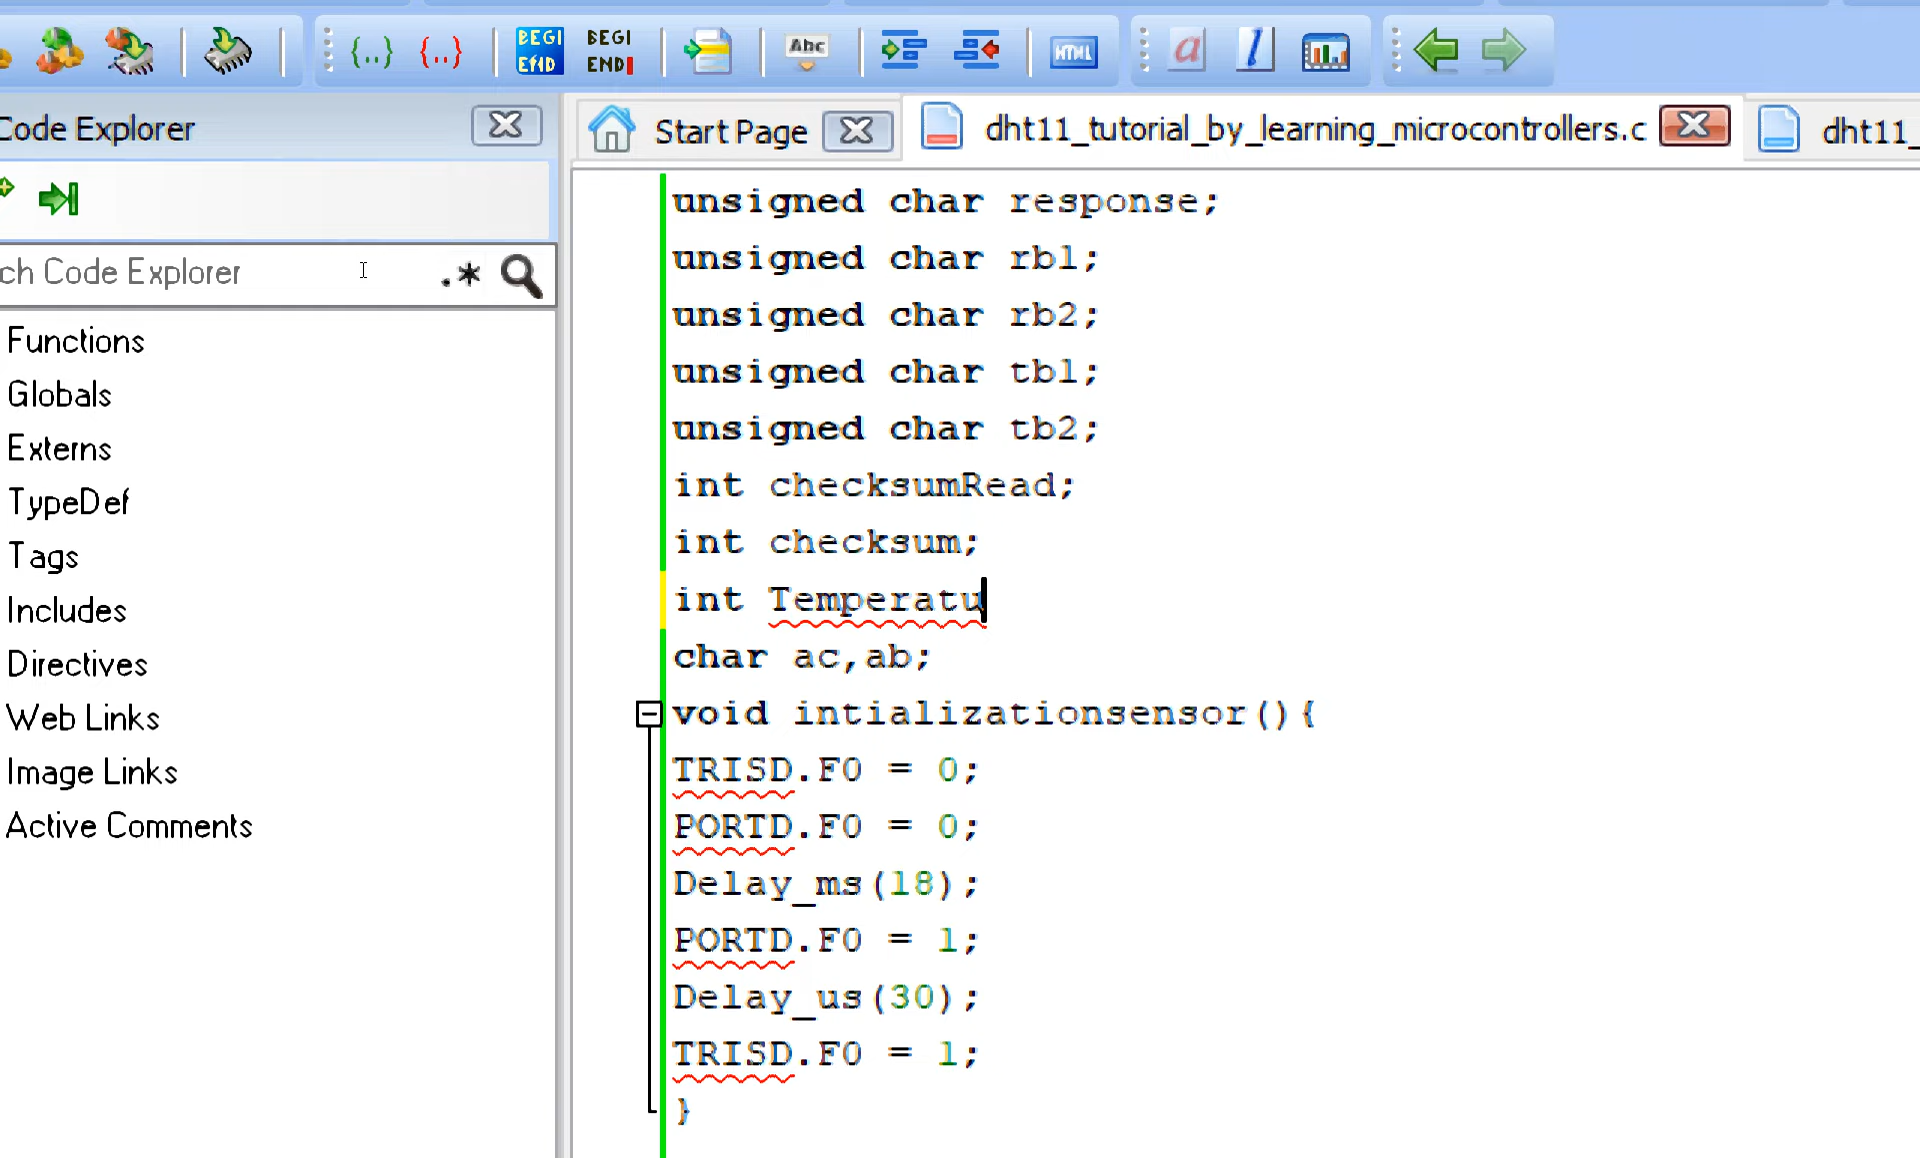 {..} {..} BEGI END BEGI END Abc HTML a l
Code Explorer
Start Page
dht11_tutorial_by_learning_microcontrollers.c
dht11_
ch Code Explorer
.*
Functions
Globals
Externs
TypeDef
Tags
Includes
Directives
Web Links
Image Links
Active Comments
unsigned char response;
unsigned char rb1;
unsigned char rb2;
unsigned char tb1;
unsigned char tb2;
int checksumRead;
int checksum;
int Temperatu
char ac,ab;
void intializationsensor(){
TRISD.F0 = 0;
PORTD.F0 = 0;
Delay_ms(18);
PORTD.F0 = 1;
Delay_us(30);
TRISD.F0 = 1;
}